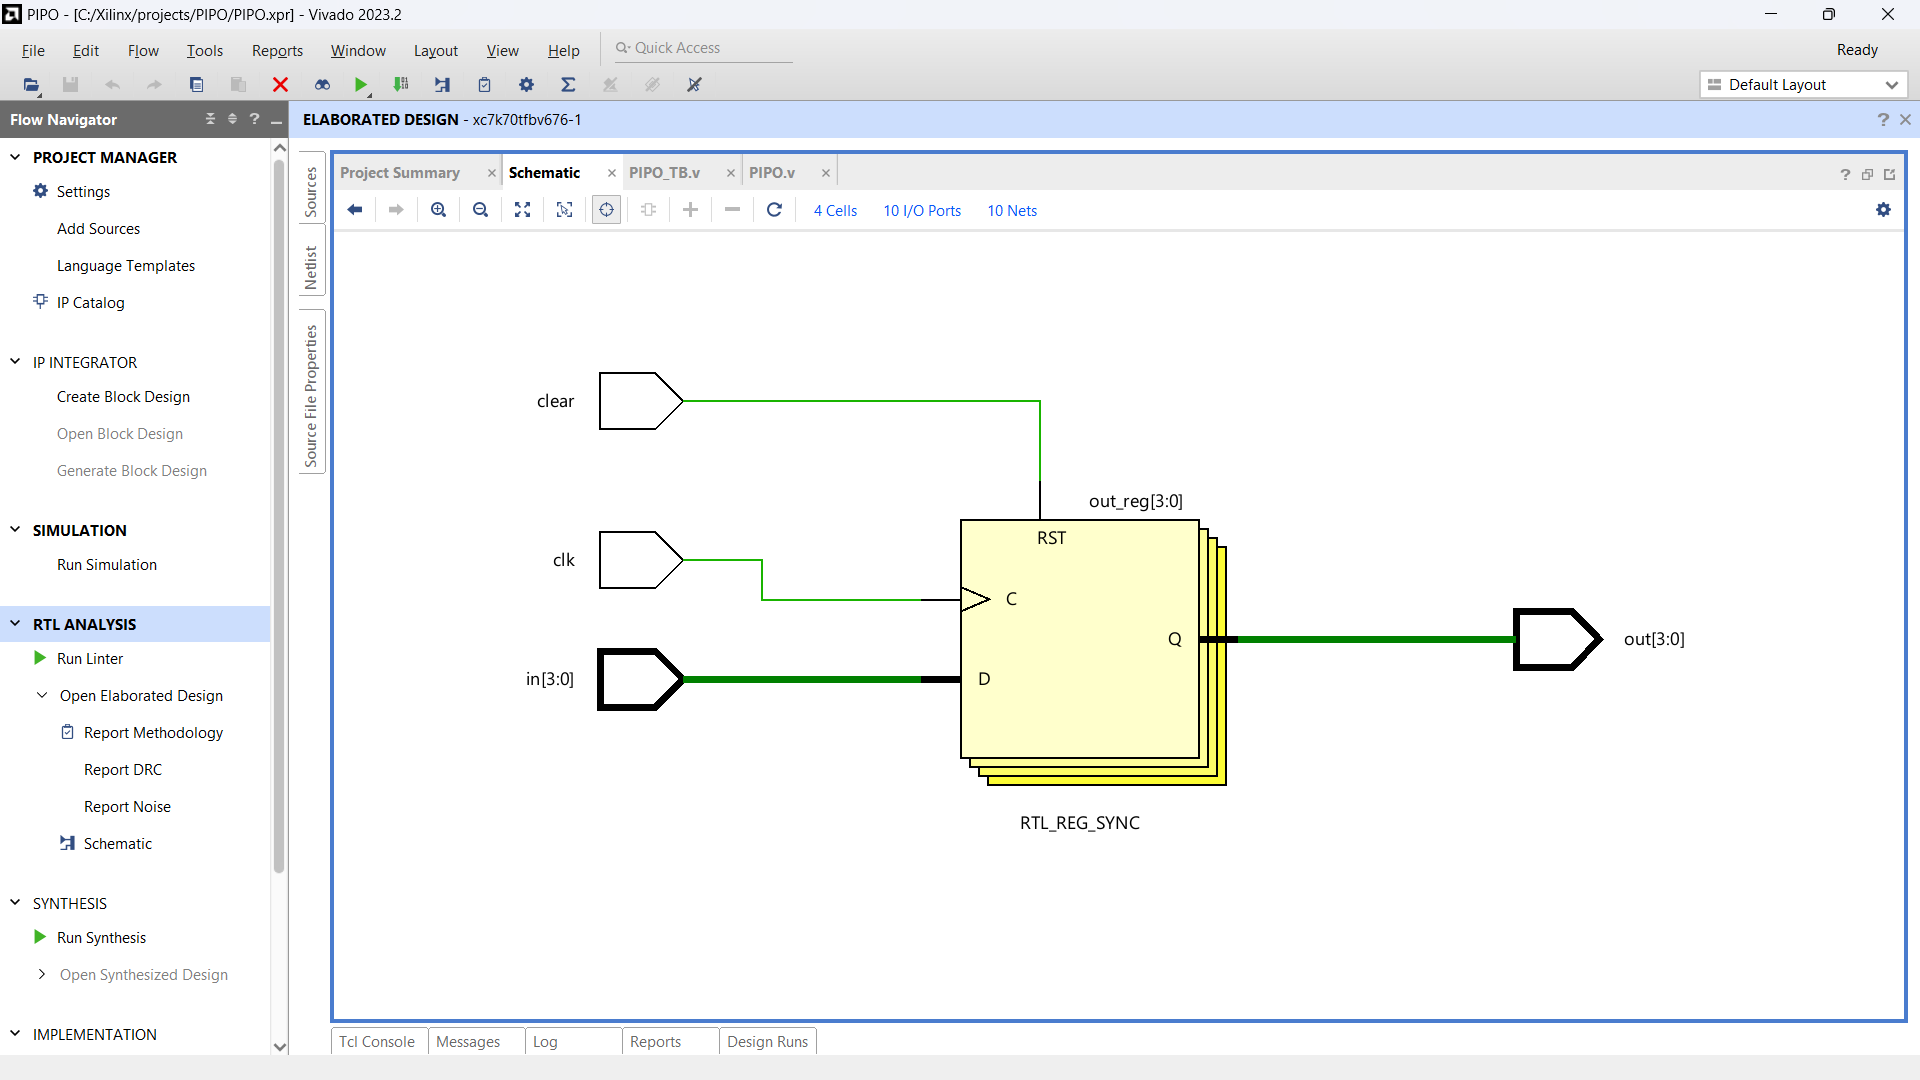 PIPO - [C:/Xilinx/projects/PIPO/PIPO.xpr] - Vivado 2023.2
File Edit Flow Tools Reports Window Layout View Help Quick Access Ready
Default Layout
Flow Navigator
PROJECT MANAGER
Settings
Add Sources
Language Templates
IP Catalog
IP INTEGRATOR
Create Block Design
Open Block Design
Generate Block Design
SIMULATION
Run Simulation
RTL ANALYSIS
Run Linter
Open Elaborated Design
Report Methodology
Report DRC
Report Noise
Schematic
SYNTHESIS
Run Synthesis
Open Synthesized Design
IMPLEMENTATION
ELABORATED DESIGN - xc7k70tfbv676-1
Sources
Netlist
Source File Properties
Project Summary Schematic PIPO_TB.v PIPO.v
4 Cells 10 I/O Ports 10 Nets
clear
out_reg[3:0]
RST
clk
C
Q
out[3:0]
in[3:0]
D
RTL_REG_SYNC
Tcl Console Messages Log Reports Design Runs